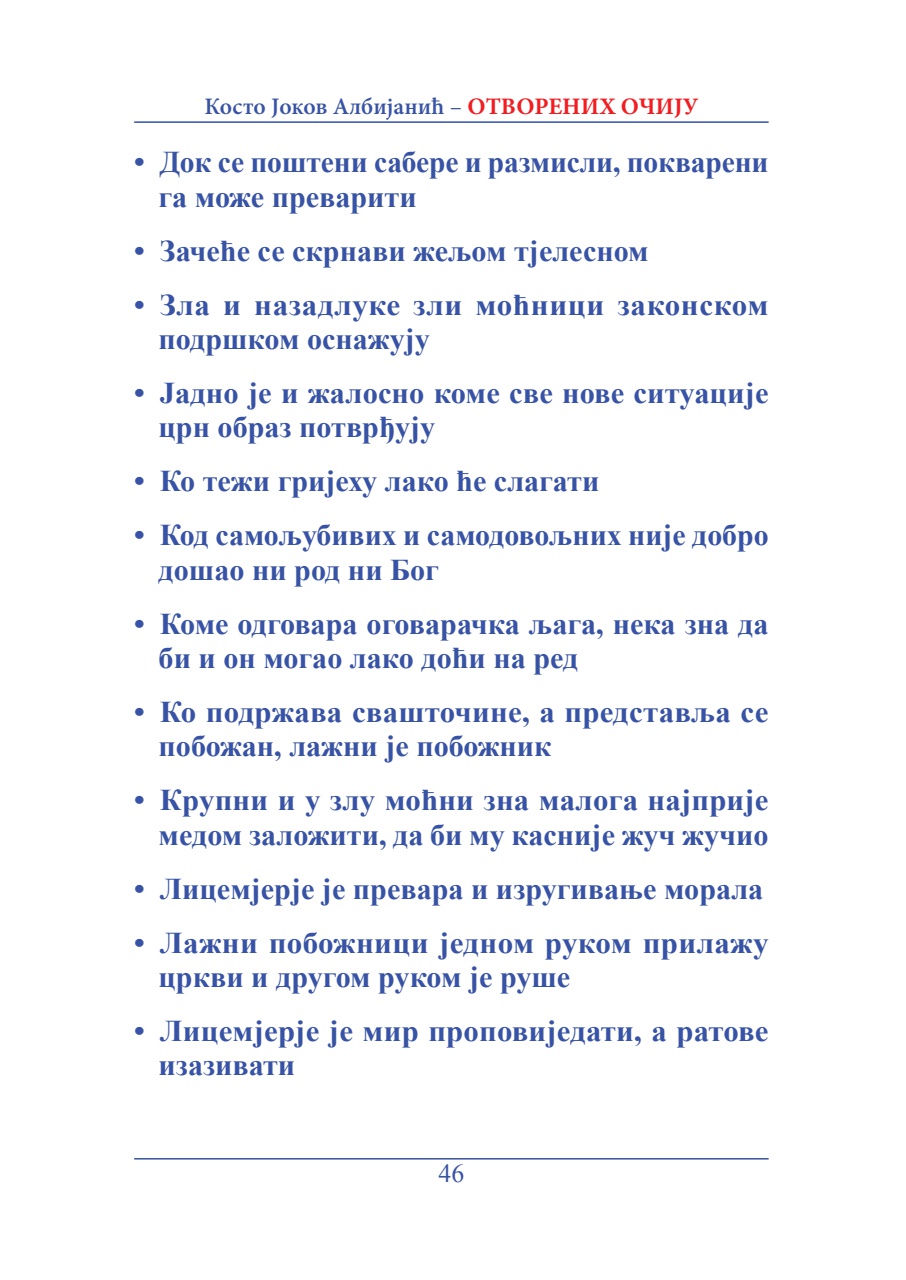 Косто Јоков Албијанић – ОТВОРЕНИХ ОЧИЈУ
• Док се поштени сабере и размисли, покварени
га може преварити
• Зачеће се скрнави жељом тјелесном
• Зла и назадлуке зли моћници законском
подршком оснажују
• Јадно је и жалосно коме све нове ситуације
црн образ потврђују
• Ко тежи гријеху лако ће слагати
• Код самољубивих и самодовољних није добро
дошао ни род ни Бог
• Коме одговара оговарачка љага, нека зна да
би и он могао лако доћи на ред
• Ко подржава свашточине, а представља се
побожан, лажни је побожник
• Крупни и у злу моћни зна малога најприје
медом заложити, да би му касније жуч жучио
• Лицемјерје је превара и изругивање морала
• Лажни побожници једном руком прилажу
цркви и другом руком је руше
• Лицемјерје је мир проповиједати, а ратове
изазивати
46